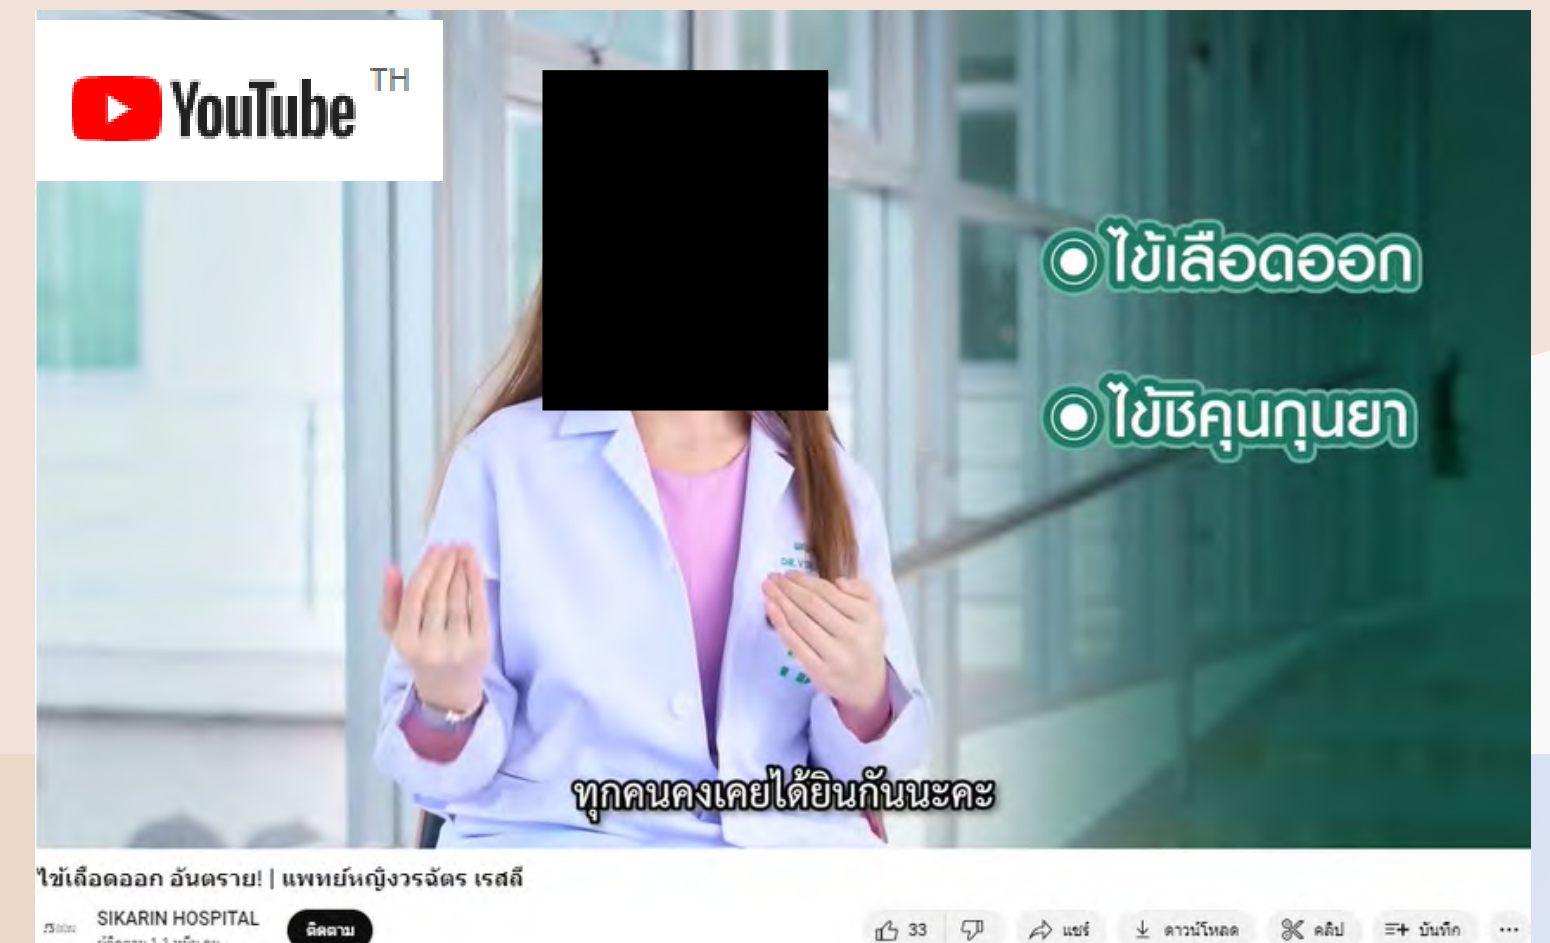 YouTube TH
ไข้เลือดออก
ไข้ชิคุนกุนยา
DR.V
ทุกคนคงเคยได้ยินกันนะคะ
ไข้เลือดออก อันตราย! | แพทย์หญิงวรฉัตร เรสลี
SIKARIN HOSPITAL
ติดตาม
33 แชร์ ดาวน์โหลด คลิป บันทึก